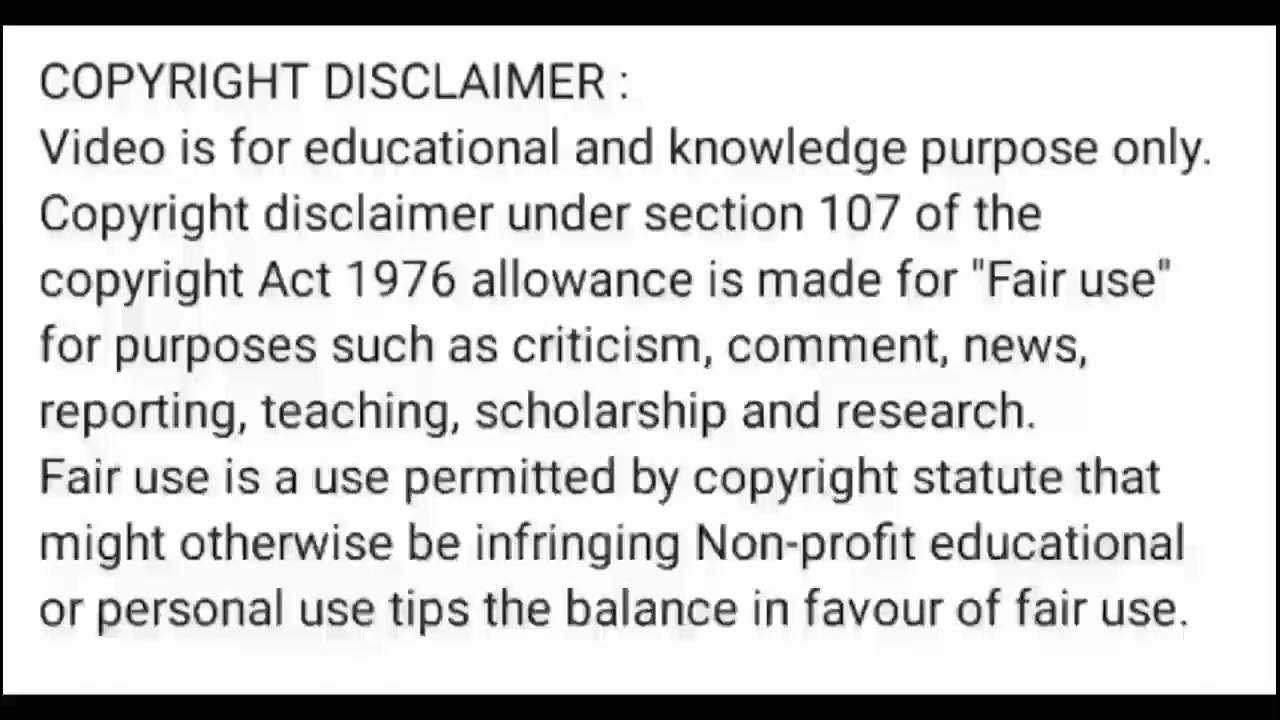 COPYRIGHT DISCLAIMER :
Video is for educational and knowledge purpose only.
Copyright disclaimer under section 107 of the
copyright Act 1976 allowance is made for "Fair use"
for purposes such as criticism, comment, news,
reporting, teaching, scholarship and research.
Fair use is a use permitted by copyright statute that
might otherwise be infringing Non-profit educational
or personal use tips the balance in favour of fair use.